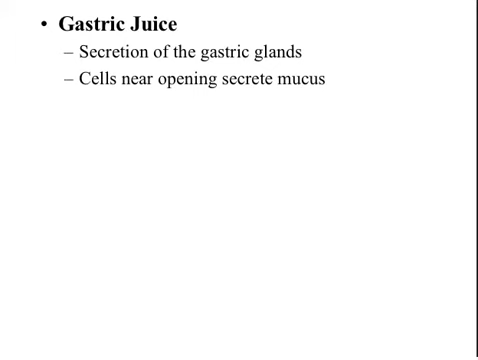 • Gastric Juice
– Secretion of the gastric glands
– Cells near opening secrete mucus